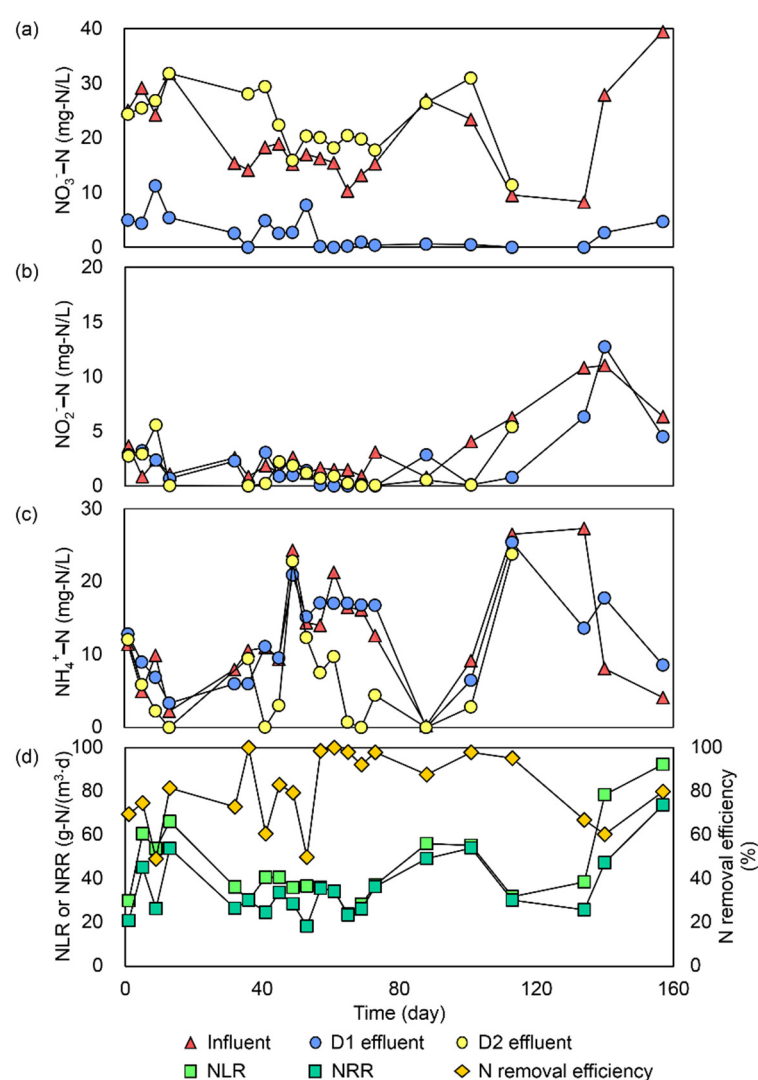 (a)
NO₃⁻–N (mg-N/L)
40
30
20
10
0
(b)
NO₂⁻–N (mg-N/L)
20
15
10
5
0
(c)
NH₄⁺–N (mg-N/L)
30
20
10
0
(d)
NLR or NRR (g-N/(m³·d)
100
80
60
40
20
0
100
80
60
40
20
0
N removal efficiency
(%)
0 40 80 120 160
Time (day)
Influent D1 effluent D2 effluent
NLR NRR N removal efficiency